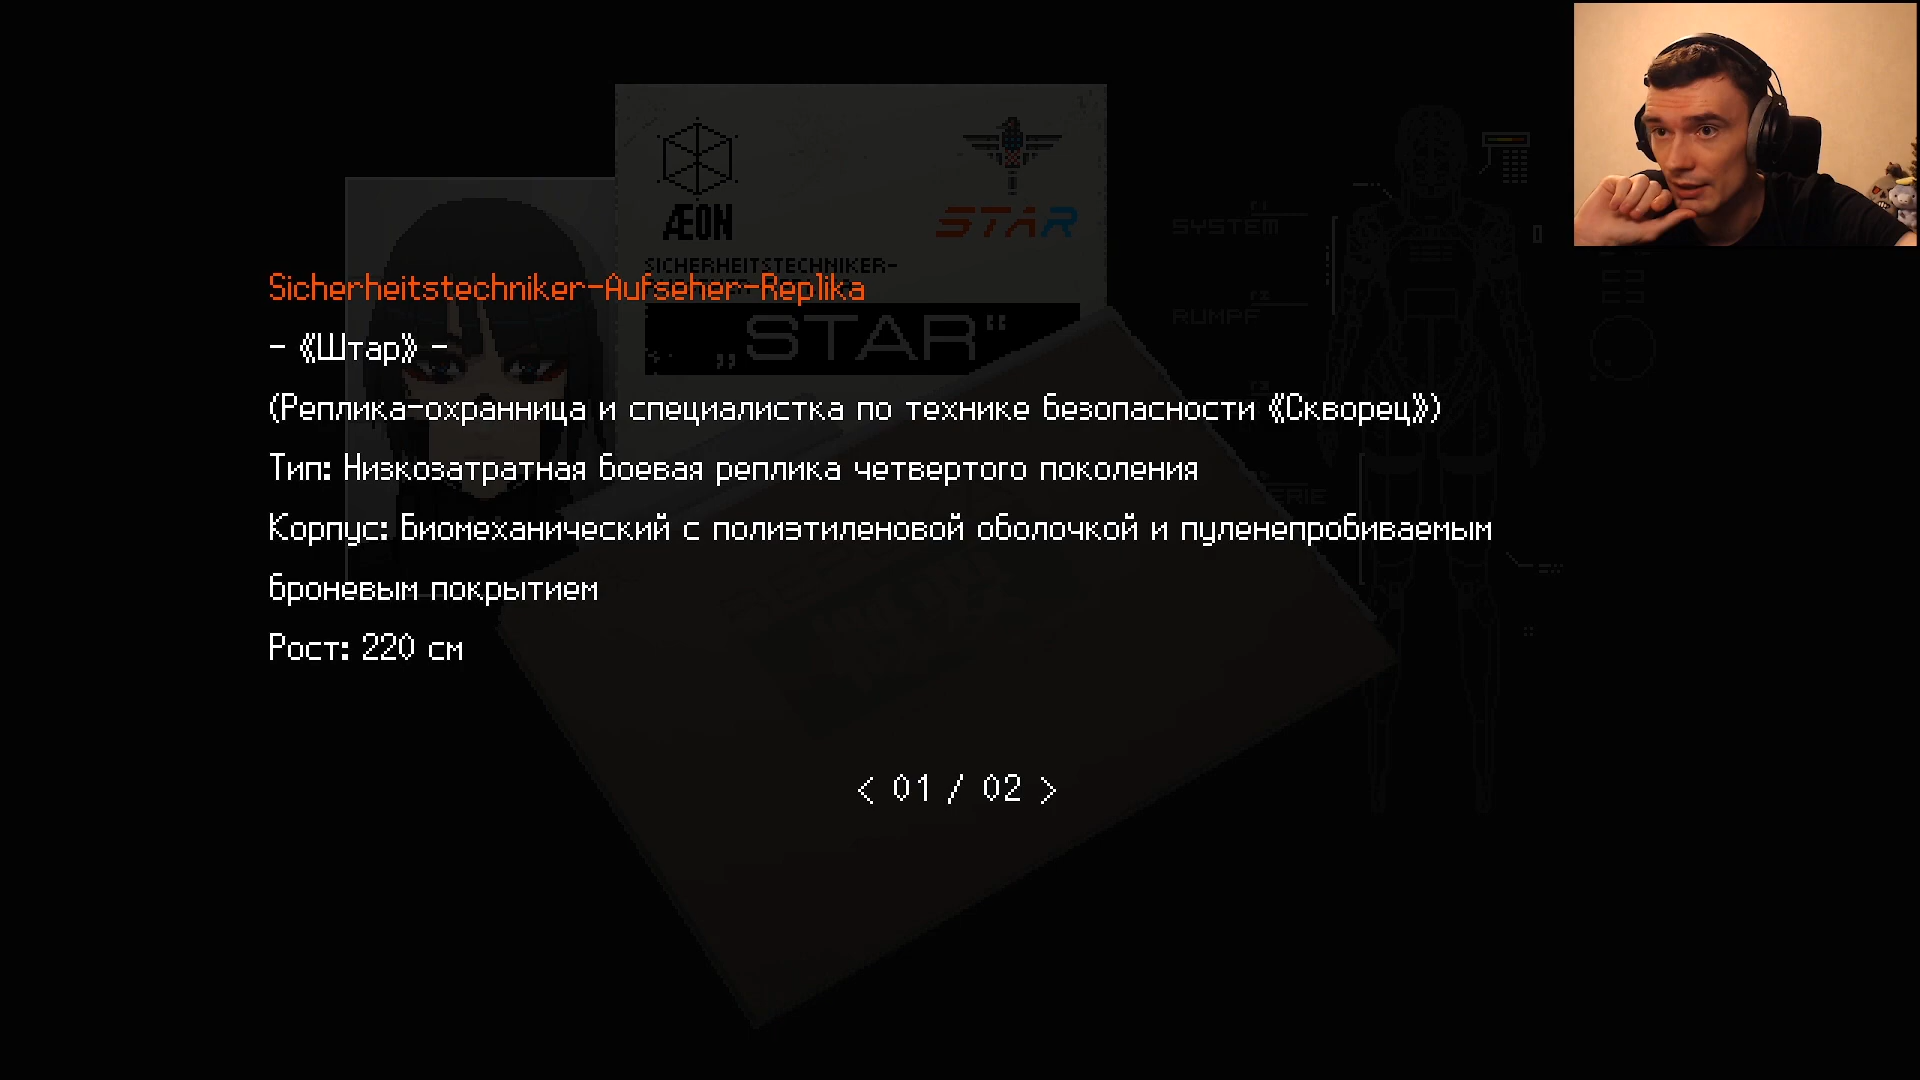 ÆON
STAR
SICHERHEITSTECHNIKER-
SYSTEM
Sicherheitstechniker-Aufseher-Replika
„STAR“
RUMPF
- 《Штар》 -
(Реплика-охранница и специалистка по технике безопасности 《Скворец》)
Тип: Низкозатратная боевая реплика четвертого поколения
Корпус: Биомеханический с полиэтиленовой оболочкой и пуленепробиваемым
броневым покрытием
Рост: 220 см
< 01 / 02 >